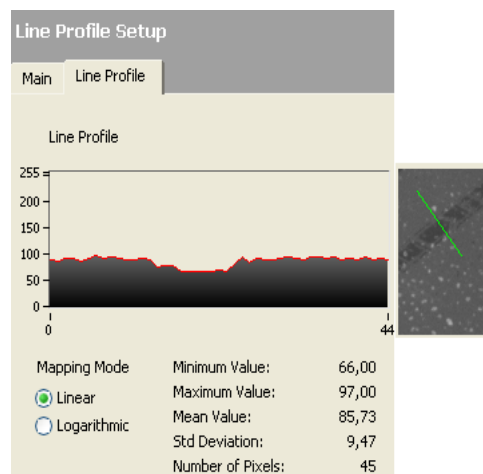 Line Profile Setup
Main Line Profile
Line Profile
255
200
150
100
50
0
0 44
Mapping Mode
Linear
Logarithmic
Minimum Value: 66,00
Maximum Value: 97,00
Mean Value: 85,73
Std Deviation: 9,47
Number of Pixels: 45